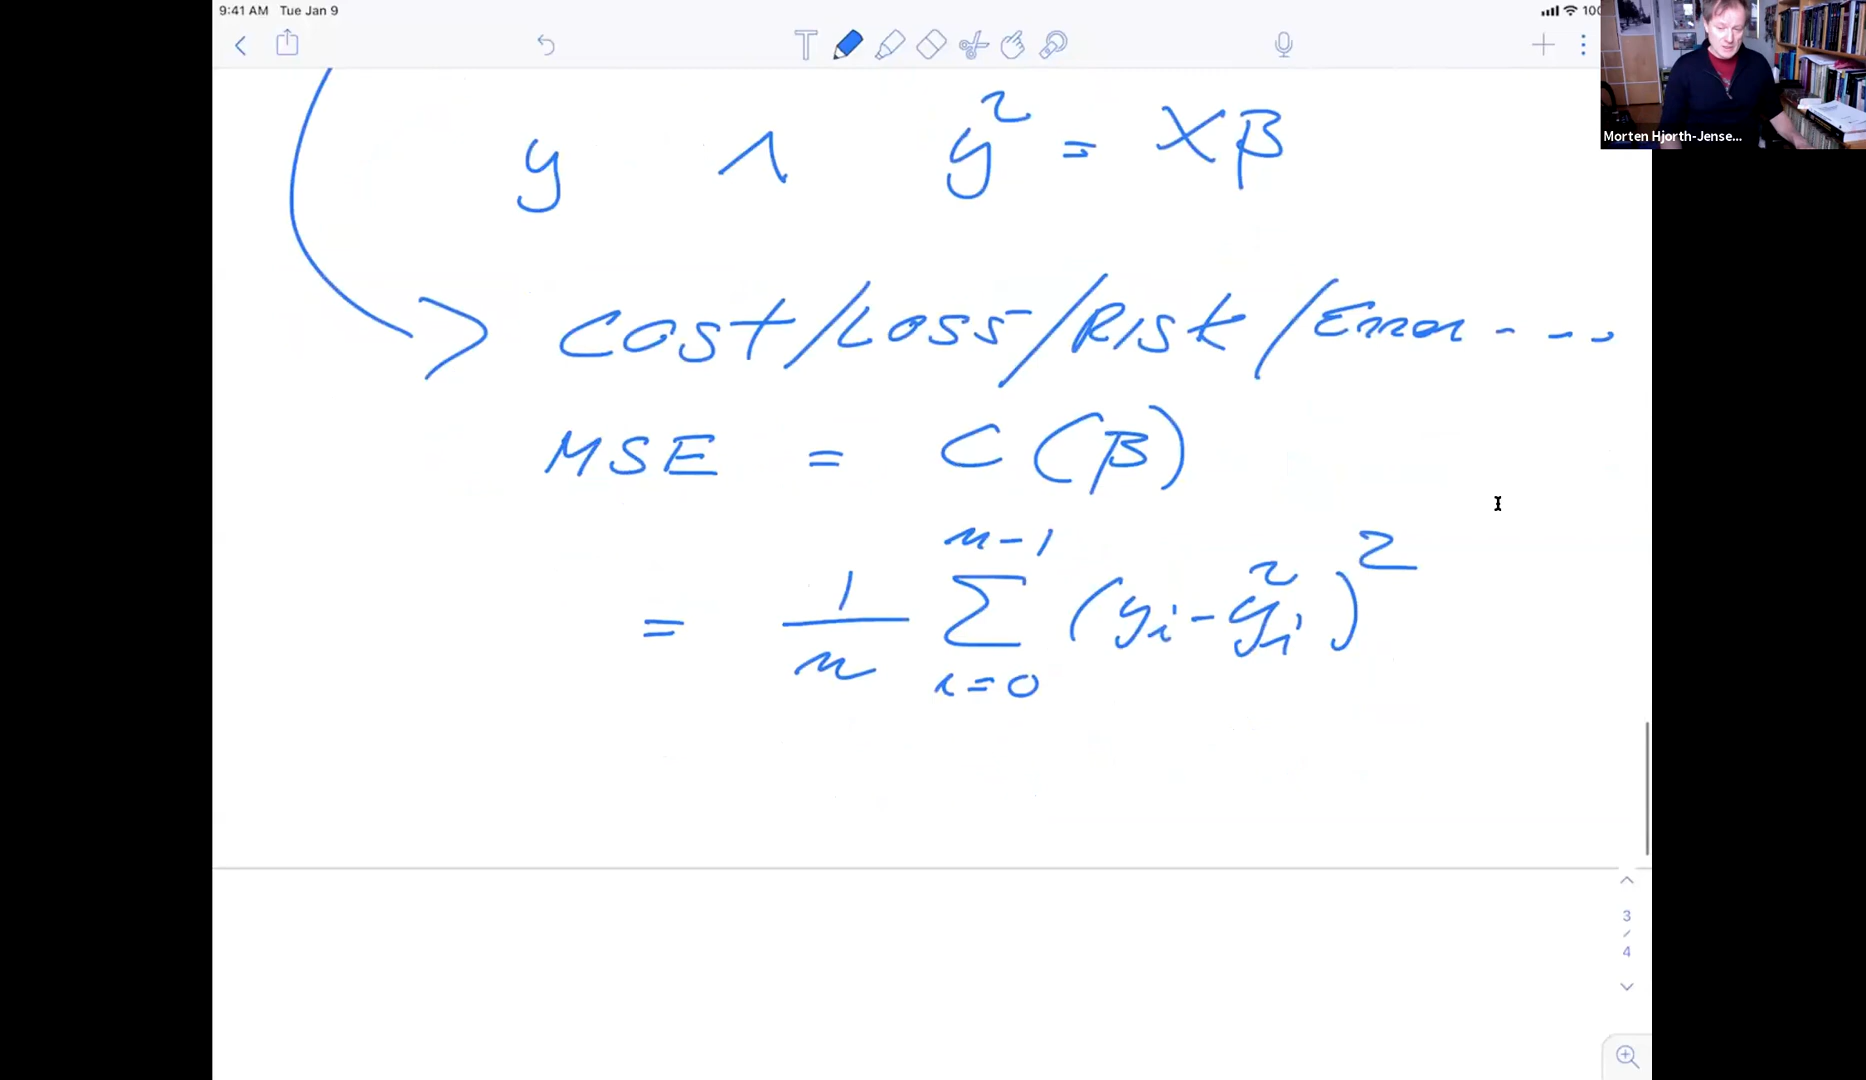 9:41 AM Tue Jan 9
100
Morten Hjorth-Jense...
T
y ∧ ỹ = Xβ
Cost/Loss/Risk/Error - ...
MSE = C(β)
= 1/n ∑_{i=0}^{n-1} (y_i - ỹ_i)^2
3
/
4